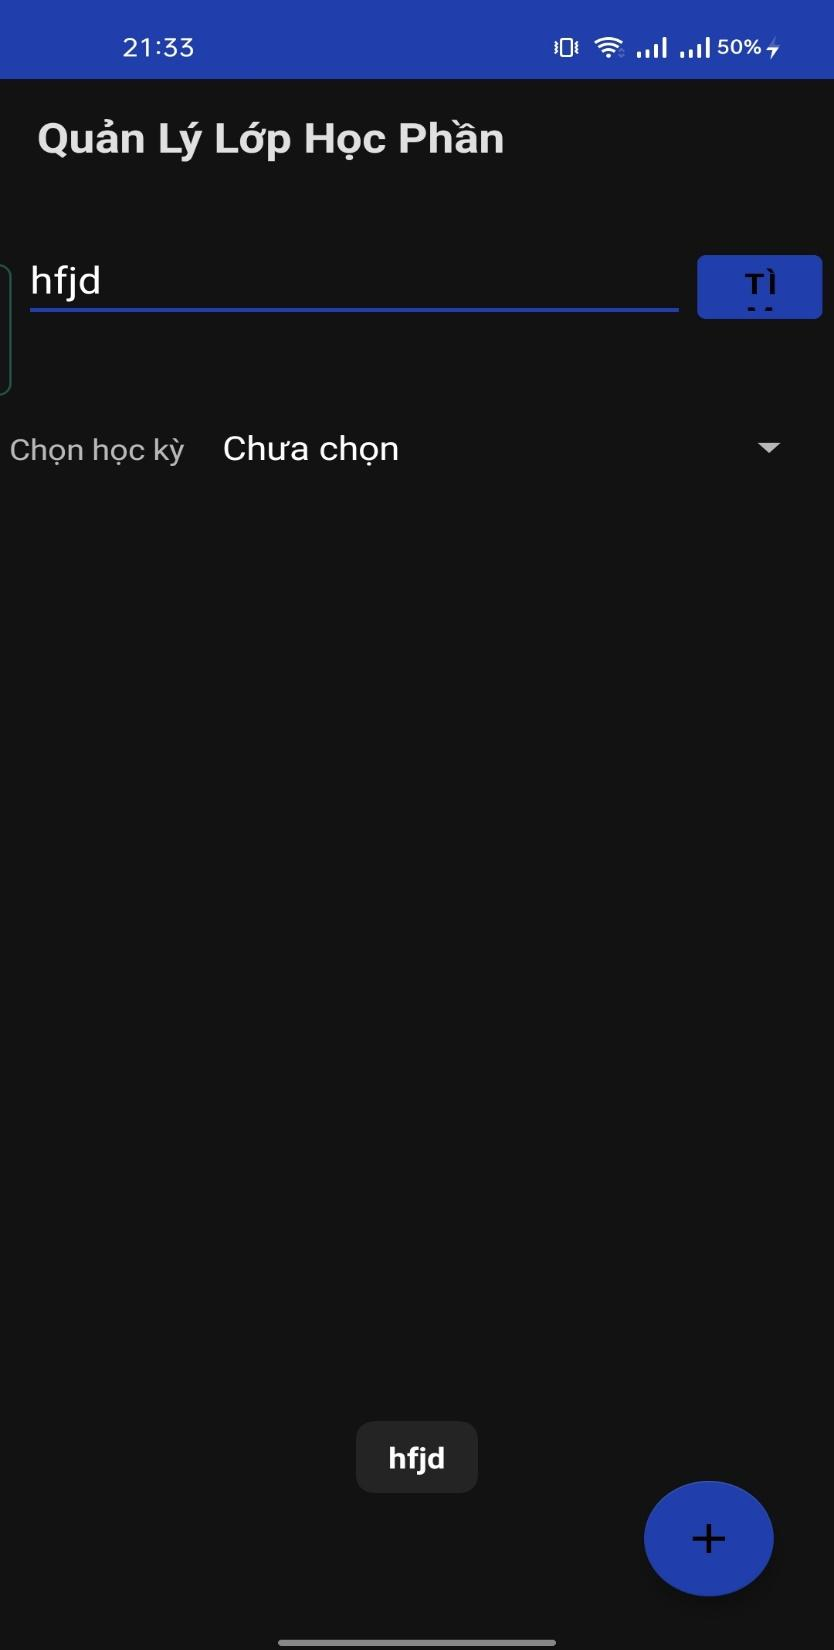 21:33 50%
Quản Lý Lớp Học Phần
hfjd
TÌ
Chọn học kỳ Chưa chọn
hfjd
+